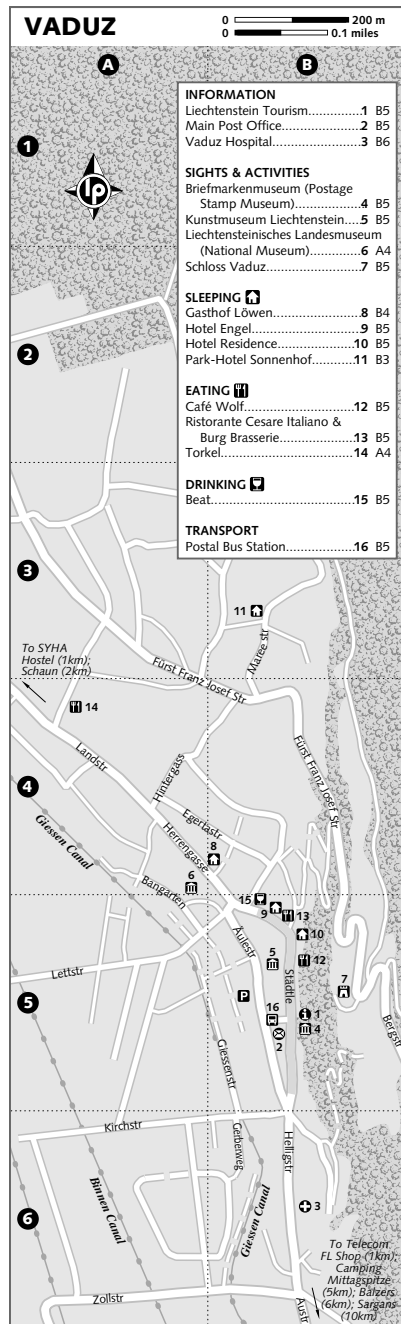 VADUZ
0 200 m
0 0.1 miles
A
B
1
lp
INFORMATION
Liechtenstein Tourism..............1 B5
Main Post Office....................2 B5
Vaduz Hospital......................3 B6
SIGHTS & ACTIVITIES
Briefmarkenmuseum (Postage
Stamp Museum)..................4 B5
Kunstmuseum Liechtenstein.....5 B5
Liechtensteinisches Landesmuseum
(National Museum)..............6 A4
Schloss Vaduz.......................7 B5
SLEEPING
Gasthof Löwen......................8 B4
Hotel Engel..........................9 B5
Hotel Residence...................10 B5
Park-Hotel Sonnenhof...........11 B3
EATING
Café Wolf...........................12 B5
Ristorante Cesare Italiano &
Burg Brasserie..................13 B5
Torkel................................14 A4
DRINKING
Beat..................................15 B5
TRANSPORT
Postal Bus Station................16 B5
2
3
11
Maree str
To SYHA
Hostel (1km);
Schaun (2km)
Fürst Franz Josef Str
14
Landstr
Fürst Franz Josef Str
4
Hintergass
Egertastr
Giessen Canal
Herrengasse
8
6
Bangarten
15
9
13
10
Äulestr
5
Städtle
12
7
Lettstr
5
P
16
1
4
2
Bergstr
Giessenstr
Kirchstr
Gerberweg
Helligstr
Binnen Canal
Giessen Canal
3
6
To Telecom
FL Shop (1km);
Camping
Mittagspitze
(5km); Balzers
(6km); Sargans
(10km)
Zollstr
Austr